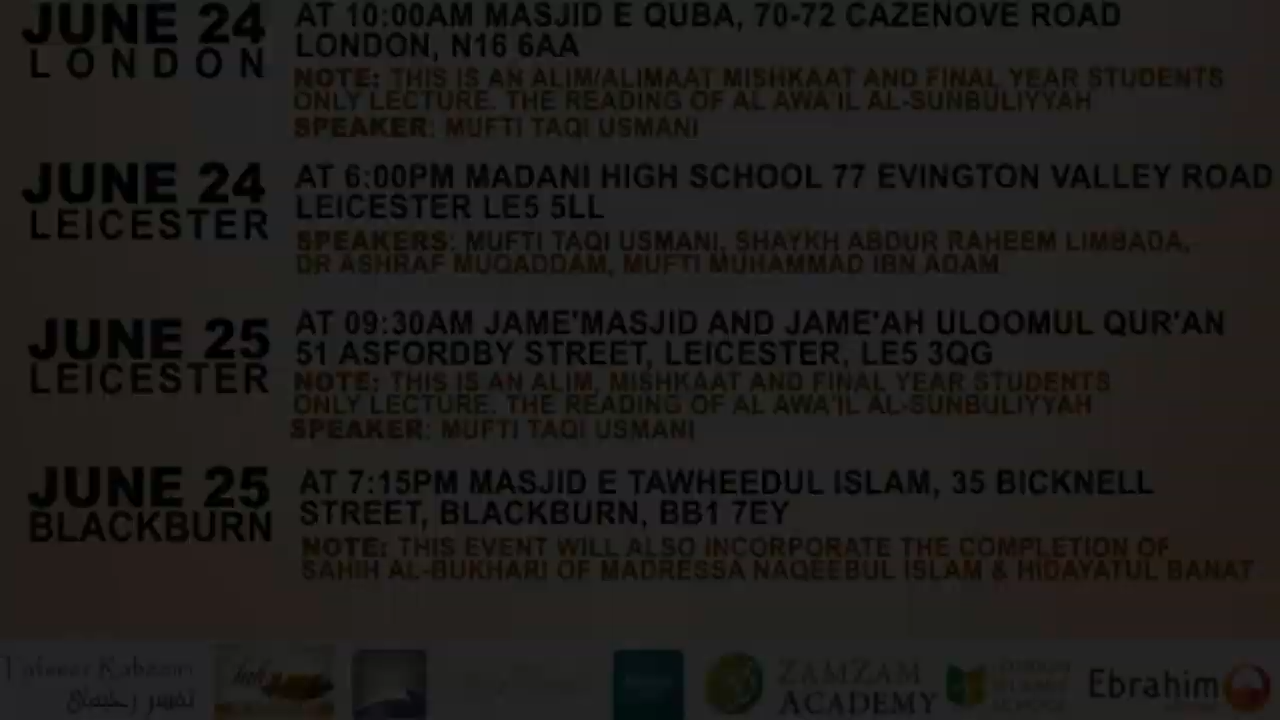 JUNE 24
LONDON
AT 10:00AM MASJID E QUBA, 70-72 CAZENOVE ROAD
LONDON, N16 6AA
NOTE: THIS IS AN ALIM/ALIMAAT MISHKAAT AND FINAL YEAR STUDENTS
ONLY LECTURE. THE READING OF AL AWA'IL AL-SUNBULIYYAH
SPEAKER: MUFTI TAQI USMANI
JUNE 24
LEICESTER
AT 6:00PM MADANI HIGH SCHOOL 77 EVINGTON VALLEY ROAD
LEICESTER LE5 5LL
SPEAKERS: MUFTI TAQI USMANI, SHAYKH ABDUR RAHEEM LIMBADA,
DR ASHRAF MUQADDAM, MUFTI MUHAMMAD IBN ADAM
JUNE 25
LEICESTER
AT 09:30AM JAME'MASJID AND JAME'AH ULOOMUL QUR'AN
51 ASFORDBY STREET, LEICESTER, LE5 3QG
NOTE: THIS IS AN ALIM, MISHKAAT AND FINAL YEAR STUDENTS
ONLY LECTURE. THE READING OF AL AWA'IL AL-SUNBULIYYAH
SPEAKER: MUFTI TAQI USMANI
JUNE 25
BLACKBURN
AT 7:15PM MASJID E TAWHEEDUL ISLAM, 35 BICKNELL
STREET, BLACKBURN, BB1 7EY
NOTE: THIS EVENT WILL ALSO INCORPORATE THE COMPLETION OF
SAHIH AL-BUKHARI OF MADRESSA NAQEEBUL ISLAM & HIDAYATUL BANAT
ZAMZAM
ACADEMY
Ebrahim